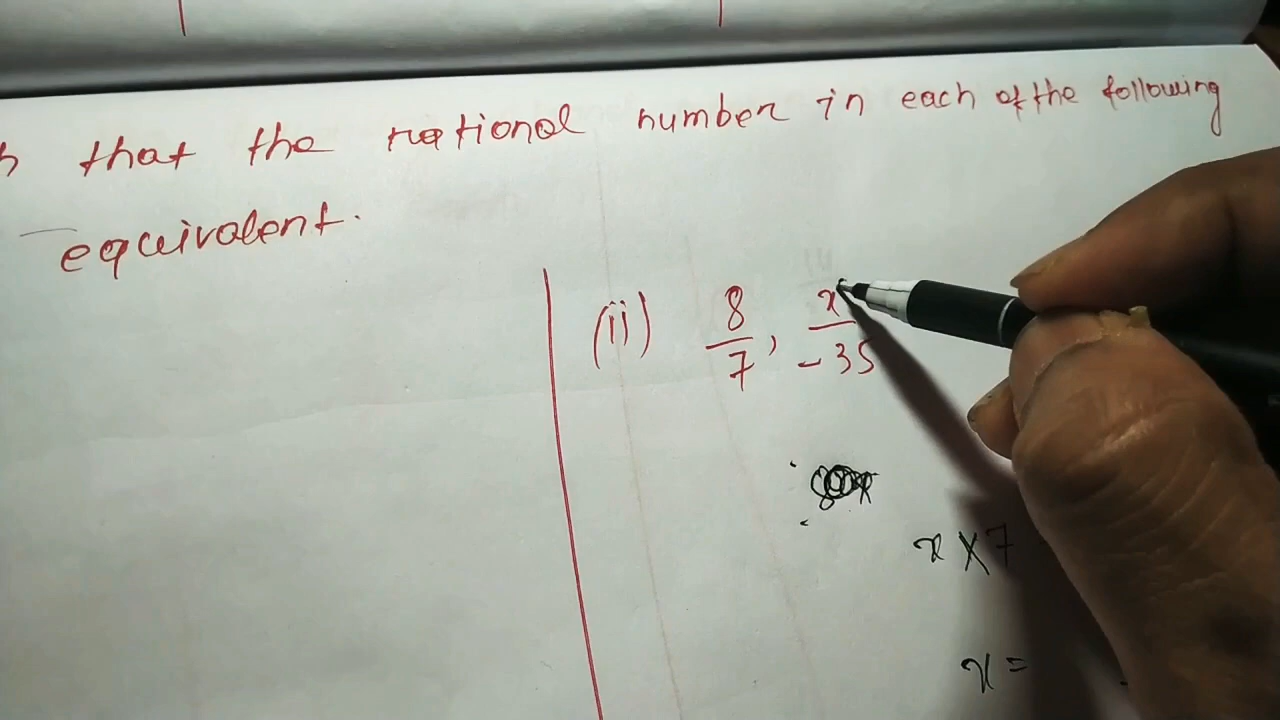 that the rational number in each of the following
equivalent.
(ii) 8/7, x/-35
x × 7
x =